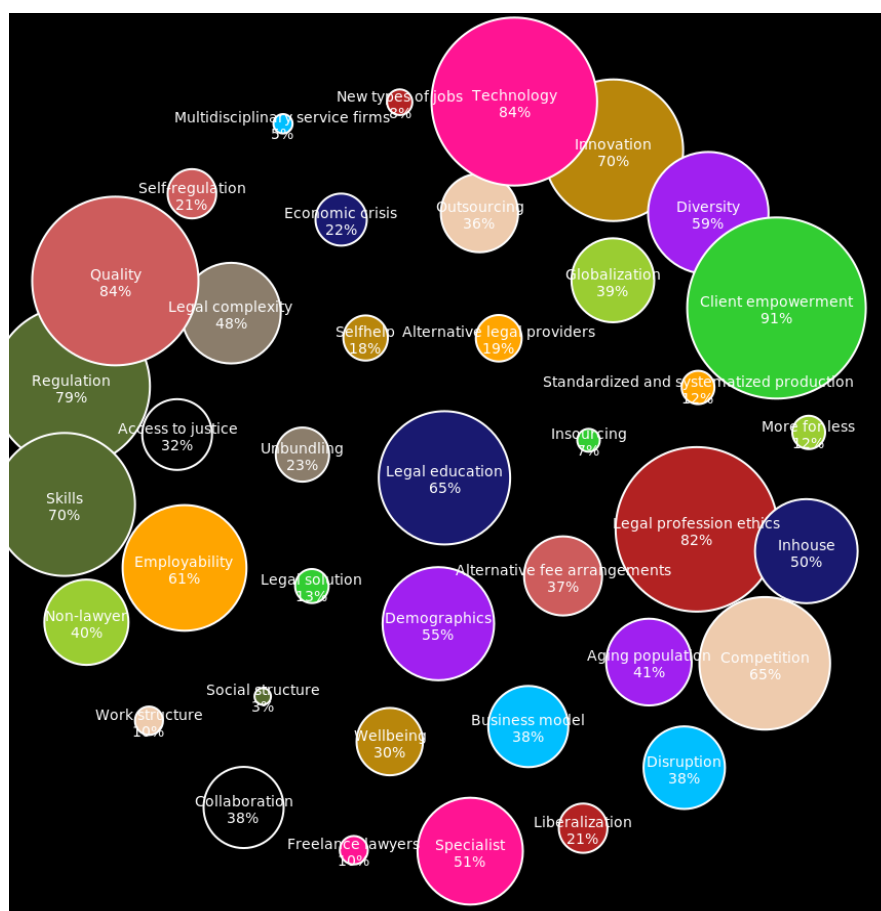 Technology
84%
New types of jobs
8%
Multidisciplinary service firms
5%
Innovation
70%
Self-regulation
21%
Economic crisis
22%
Outsourcing
36%
Diversity
59%
Quality
84%
Legal complexity
48%
Globalization
39%
Client empowerment
91%
Selfhelp
18%
Alternative legal providers
19%
Regulation
79%
Standardized and systematized production
12%
Access to justice
32%
Unbundling
23%
Insourcing
7%
More for less
12%
Legal education
65%
Skills
70%
Legal profession ethics
82%
Inhouse
50%
Employability
61%
Legal solution
13%
Alternative fee arrangements
37%
Non-lawyer
40%
Demographics
55%
Aging population
41%
Competition
65%
Social structure
3%
Work structure
10%
Wellbeing
30%
Business model
38%
Disruption
38%
Collaboration
38%
Liberalization
21%
Freelance lawyers
10%
Specialist
51%